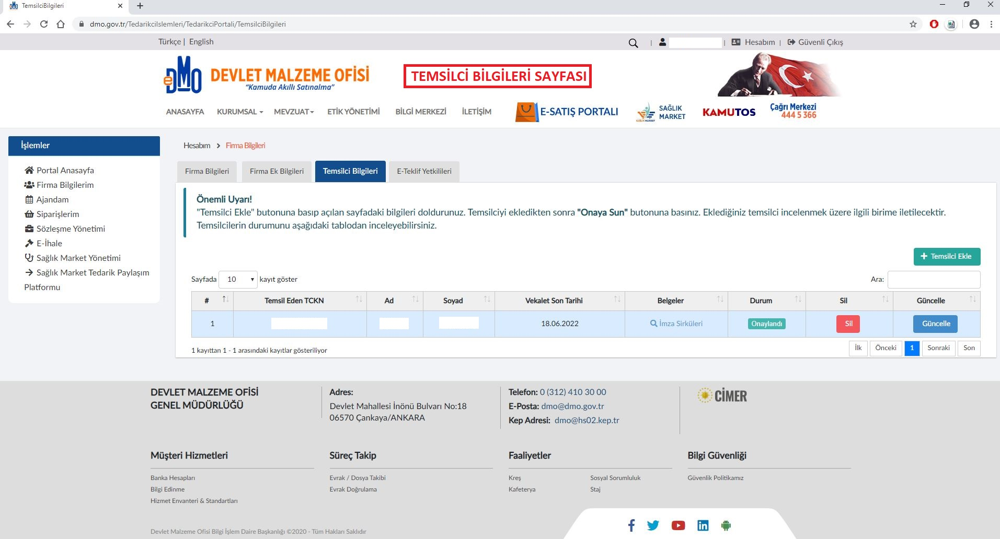 TemsilciBilgileri
dmo.gov.tr/Tedarikcilslemleri/TedarikciPortali/TemsilciBilgileri
Türkçe | English
| | Hesabım | Güvenli Çıkış
eDMO DEVLET MALZEME OFİSİ
“Kamuda Akıllı Satınalma”
TEMSİLCİ BİLGİLERİ SAYFASI
ANASAYFA KURUMSAL MEVZUAT ETİK YÖNETİMİ BİLGİ MERKEZİ İLETİŞİM
E-SATIŞ PORTALI
SAĞLIK
MARKET
SAĞLIK MARKET
KAMUTOS
Çağrı Merkezi
444 5 366
İşlemler
Portal Anasayfa
Firma Bilgilerim
Ajandam
Siparişlerim
Sözleşme Yönetimi
E-İhale
Sağlık Market Yönetimi
Sağlık Market Tedarik Paylaşım
Platformu
Hesabım > Firma Bilgileri
Firma Bilgileri Firma Ek Bilgileri Temsilci Bilgileri E-Teklif Yetkilileri
Önemli Uyarı!
"Temsilci Ekle" butonuna basıp açılan sayfadaki bilgileri doldurunuz. Temsilciyi ekledikten sonra "Onaya Sun" butonuna basınız. Eklediğiniz temsilci incelenmek üzere ilgili birime iletilecektir.
Temsilcilerin durumunu aşağıdaki tablodan inceleyebilirsiniz.
+ Temsilci Ekle
Sayfada 10 kayıt göster Ara:
# Temsil Eden TCKN Ad Soyad Vekalet Son Tarihi Belgeler Durum Sil Güncelle
1 18.06.2022 İmza Sirküleri Onaylandı Sil Güncelle
1 kayıttan 1 - 1 arasındaki kayıtlar gösteriliyor
İlk Önceki 1 Sonraki Son
DEVLET MALZEME OFİSİ
GENEL MÜDÜRLÜĞÜ
Adres:
Devlet Mahallesi İnönü Bulvarı No:18
06570 Çankaya/ANKARA
Telefon: 0 (312) 410 30 00
E-Posta: dmo@dmo.gov.tr
Kep Adresi: dmo@hs02.kep.tr
CİMER
Müşteri Hizmetleri
Banka Hesapları
Bilgi Edinme
Hizmet Envanteri & Standartları
Süreç Takip
Evrak / Dosya Takibi
Evrak Doğrulama
Faaliyetler
Kreş Sosyal Sorumluluk
Kafeterya Staj
Bilgi Güvenliği
Güvenlik Politikamız
Devlet Malzeme Ofisi Bilgi İşlem Daire Başkanlığı ©2020 - Tüm Hakları Saklıdır